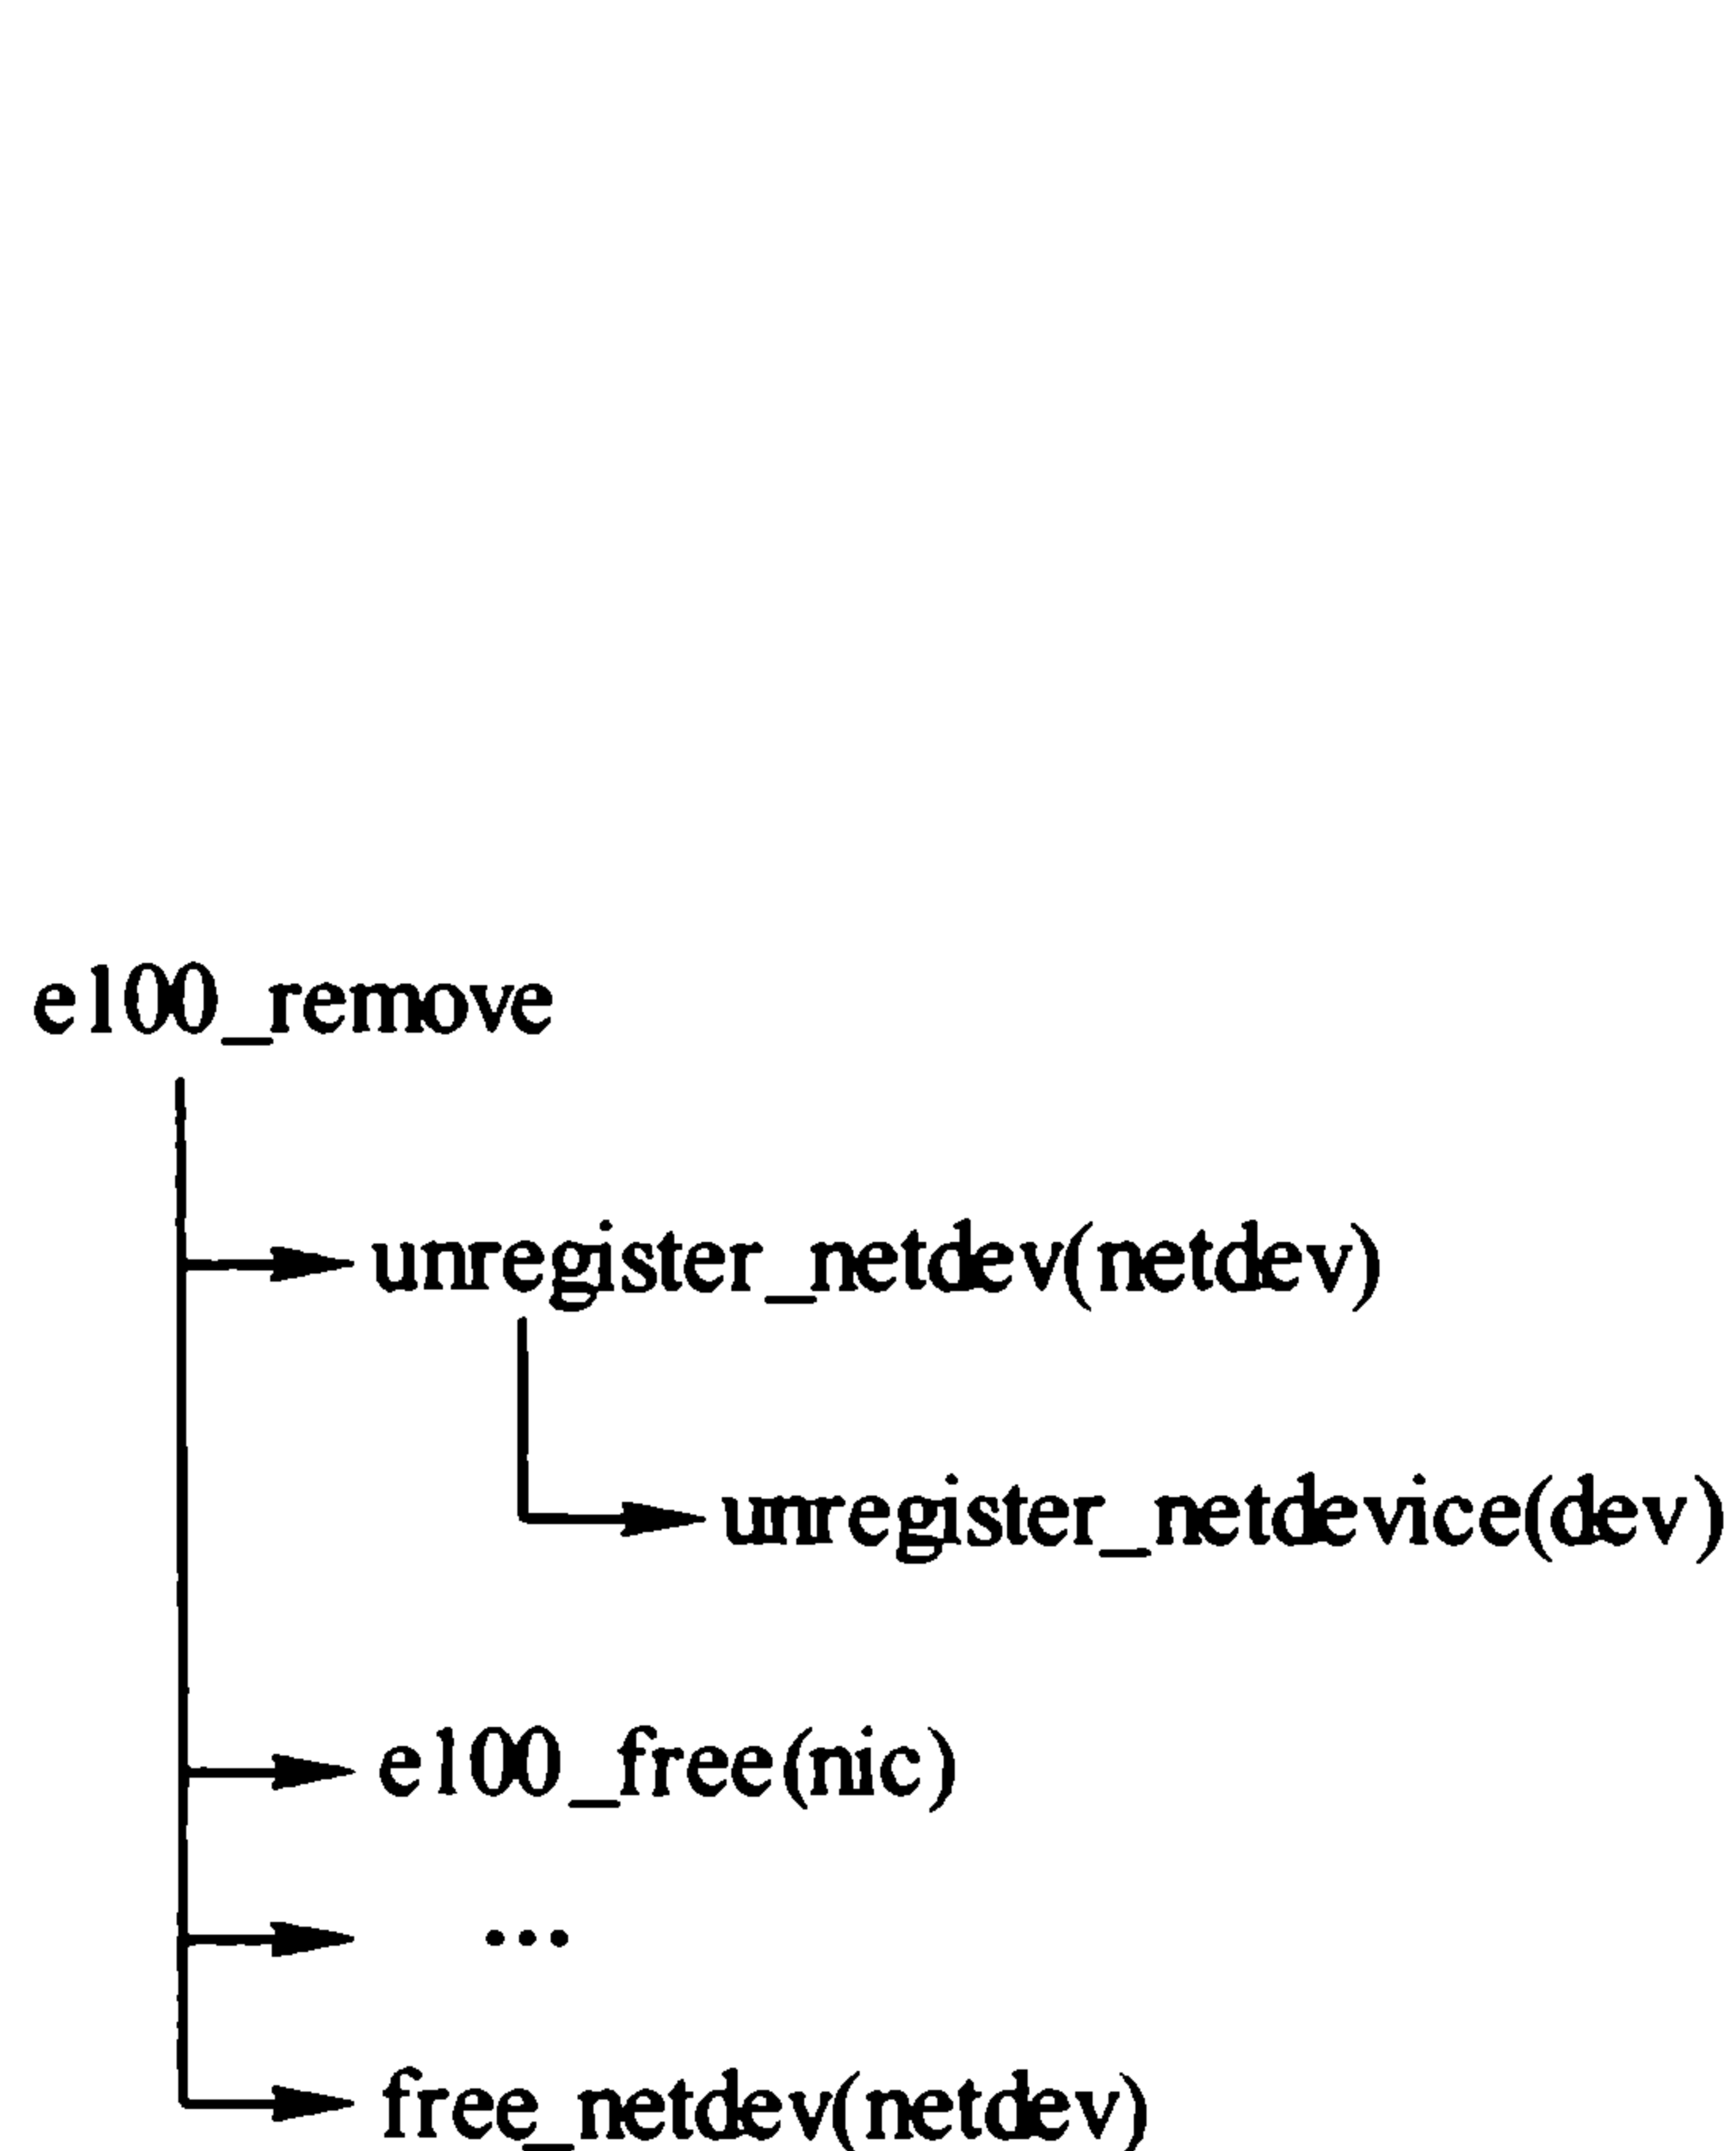 e100_remove
unregister_netdev(netdev)
unregister_netdevice(dev)
e100_free(nic)
...
free_netdev(netdev)